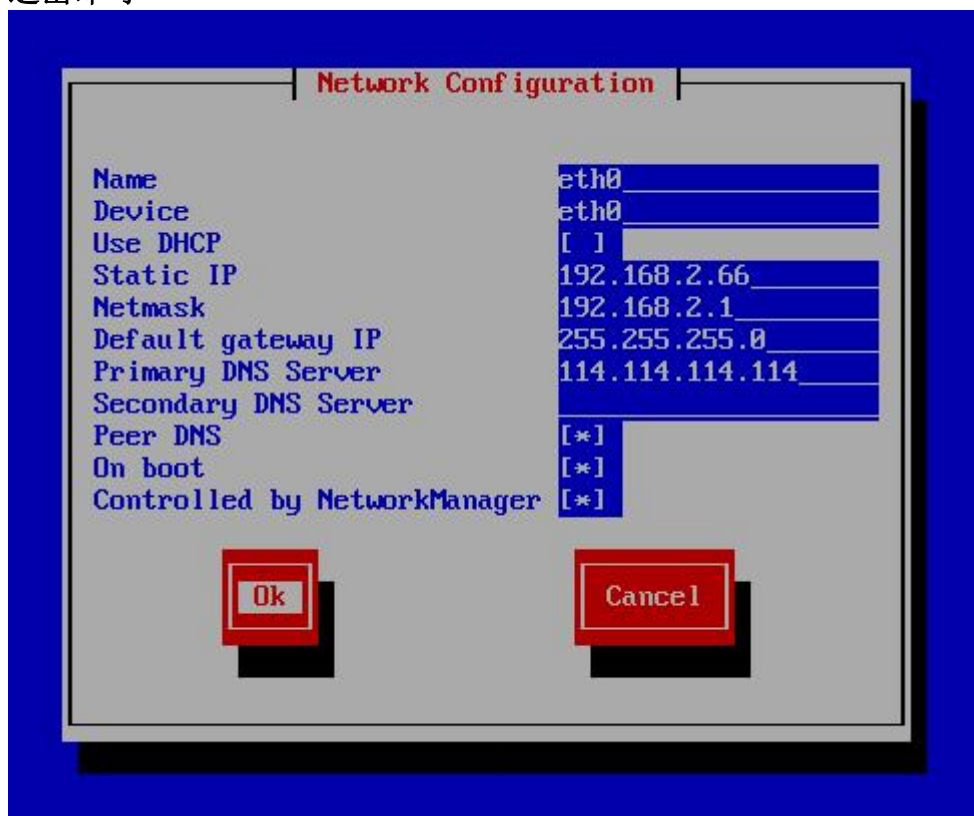 Network Configuration
Name eth0
Device eth0
Use DHCP [ ]
Static IP 192.168.2.66
Netmask 192.168.2.1
Default gateway IP 255.255.255.0
Primary DNS Server 114.114.114.114
Secondary DNS Server
Peer DNS [*]
On boot [*]
Controlled by NetworkManager [*]
Ok Cancel